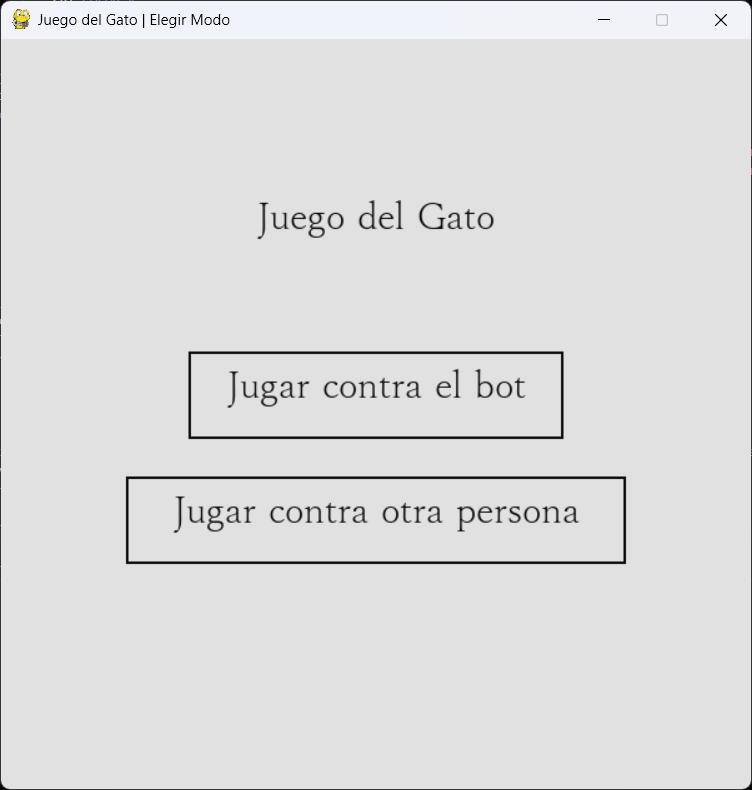 Juego del Gato | Elegir Modo
Juego del Gato
Jugar contra el bot
Jugar contra otra persona